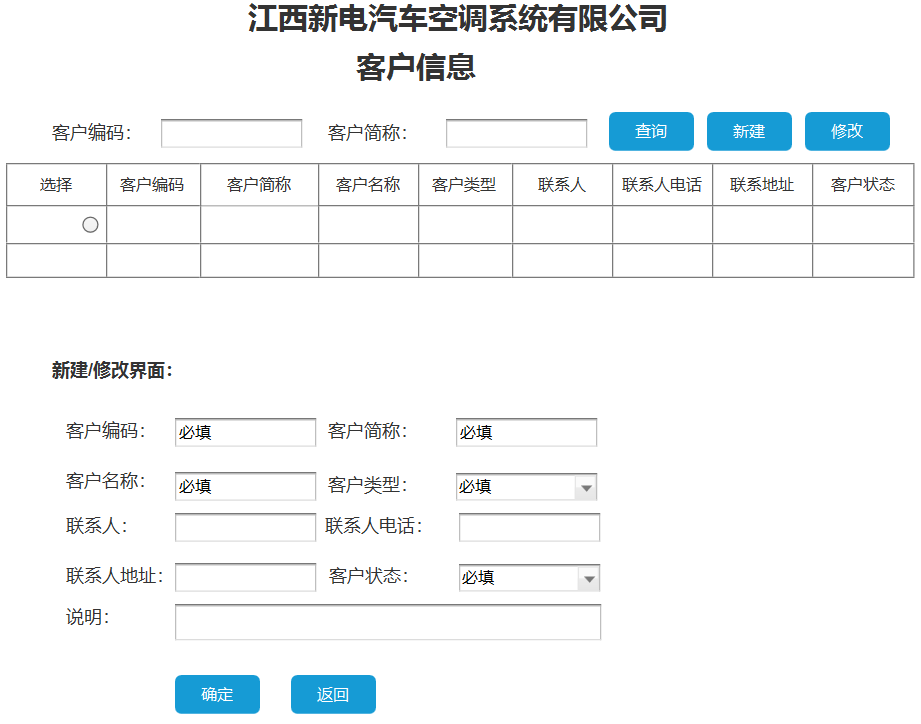 江西新电汽车空调系统有限公司
客户信息
客户编码： 客户简称： 查询 新建 修改
选择 客户编码 客户简称 客户名称 客户类型 联系人 联系人电话 联系地址 客户状态
新建/修改界面：
客户编码： 必填 客户简称： 必填
客户名称： 必填 客户类型： 必填
联系人： 联系人电话：
联系人地址： 客户状态： 必填
说明：
确定 返回